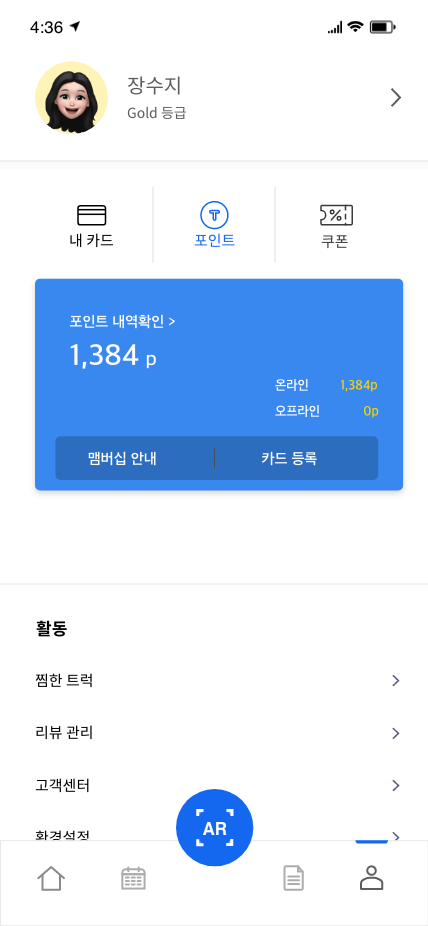 4:36
장수지
Gold 등급
내 카드
포인트
쿠폰
포인트 내역확인 >
1,384 p
온라인 1,384p
오프라인 0p
맴버십 안내
카드 등록
활동
찜한 트럭
리뷰 관리
고객센터
환경설정
AR